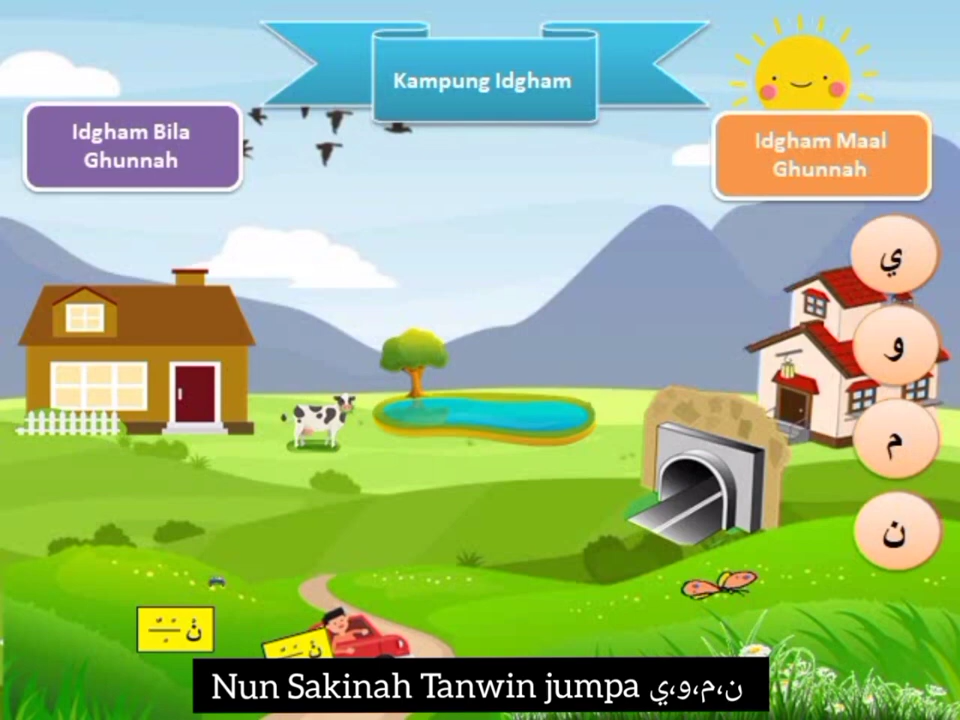 Kampung Idgham
Idgham Bila
Ghunnah
Idgham Maal
Ghunnah
ي
و
م
ن
نْ ـًـٍـٌ
نْ ـًـٍـٌ
Nun Sakinah Tanwin jumpa ن،م،و،ي